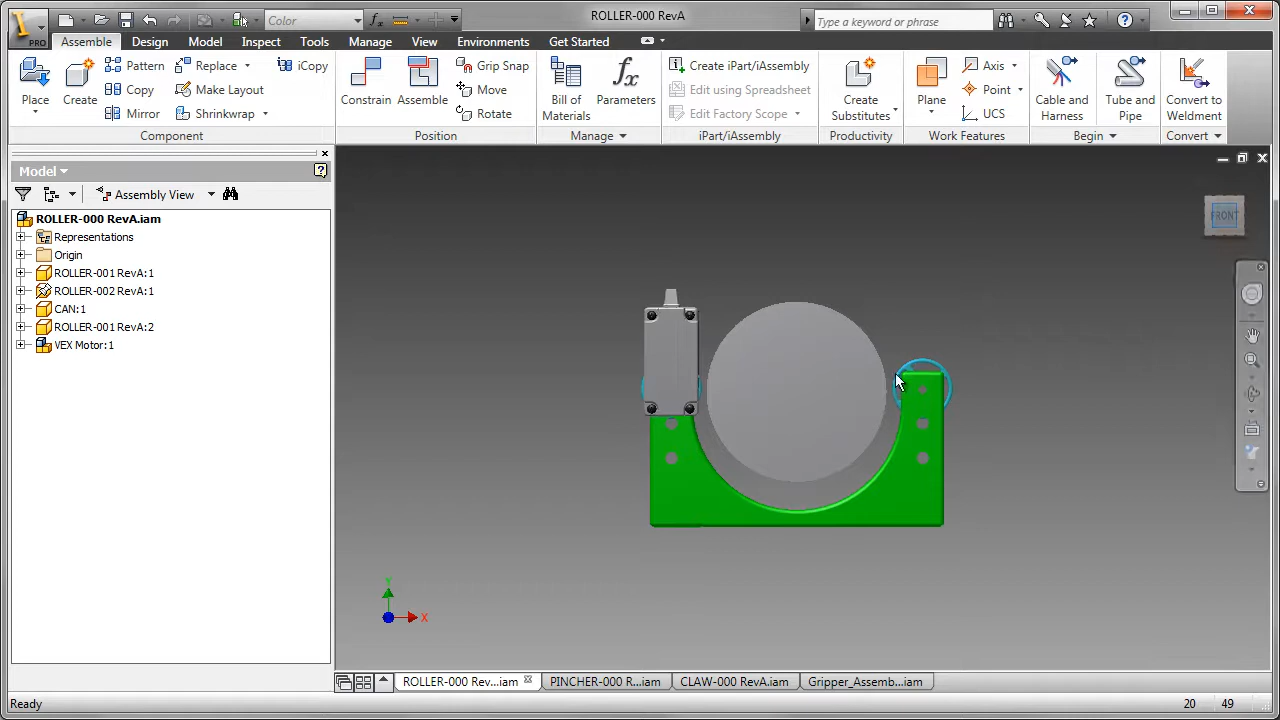 PRO
Color
ROLLER-000 RevA
Type a keyword or phrase
Assemble Design Model Inspect Tools Manage View Environments Get Started
Place
Create
Pattern
Copy
Mirror
Replace
Make Layout
Shrinkwrap
iCopy
Component
Constrain
Assemble
Grip Snap
Move
Rotate
Position
Bill of
Materials
Parameters
Manage
Create iPart/iAssembly
Edit using Spreadsheet
Edit Factory Scope
iPart/iAssembly
Create
Substitutes
Productivity
Plane
Axis
Point
UCS
Work Features
Cable and
Harness
Tube and
Pipe
Begin
Convert to
Weldment
Convert
Model
Assembly View
ROLLER-000 RevA.iam
Representations
Origin
ROLLER-001 RevA:1
ROLLER-002 RevA:1
CAN:1
ROLLER-001 RevA:2
VEX Motor:1
FRONT
Y
X
ROLLER-000 Rev...iam
PINCHER-000 R...iam
CLAW-000 RevA.iam
Gripper_Assemb...iam
Ready
20 49